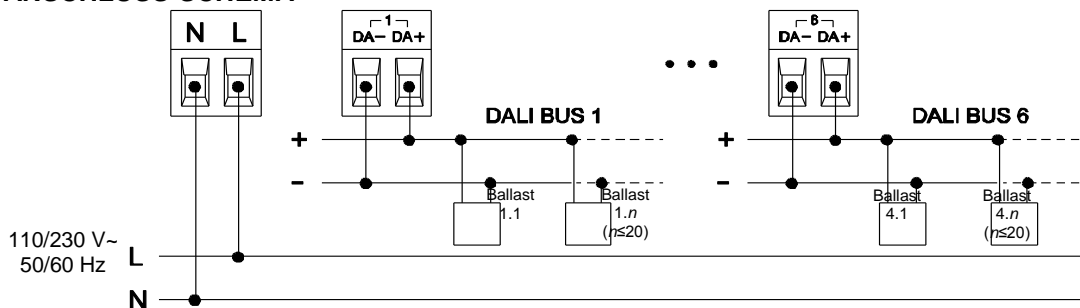 N L
1
DA− DA+
6
DA− DA+
• • •
DALI BUS 1
DALI BUS 6
+
−
+
−
Ballast
1.1
Ballast
1.n
(n≤20)
Ballast
4.1
Ballast
4.n
(n≤20)
110/230 V~
50/60 Hz
L
N